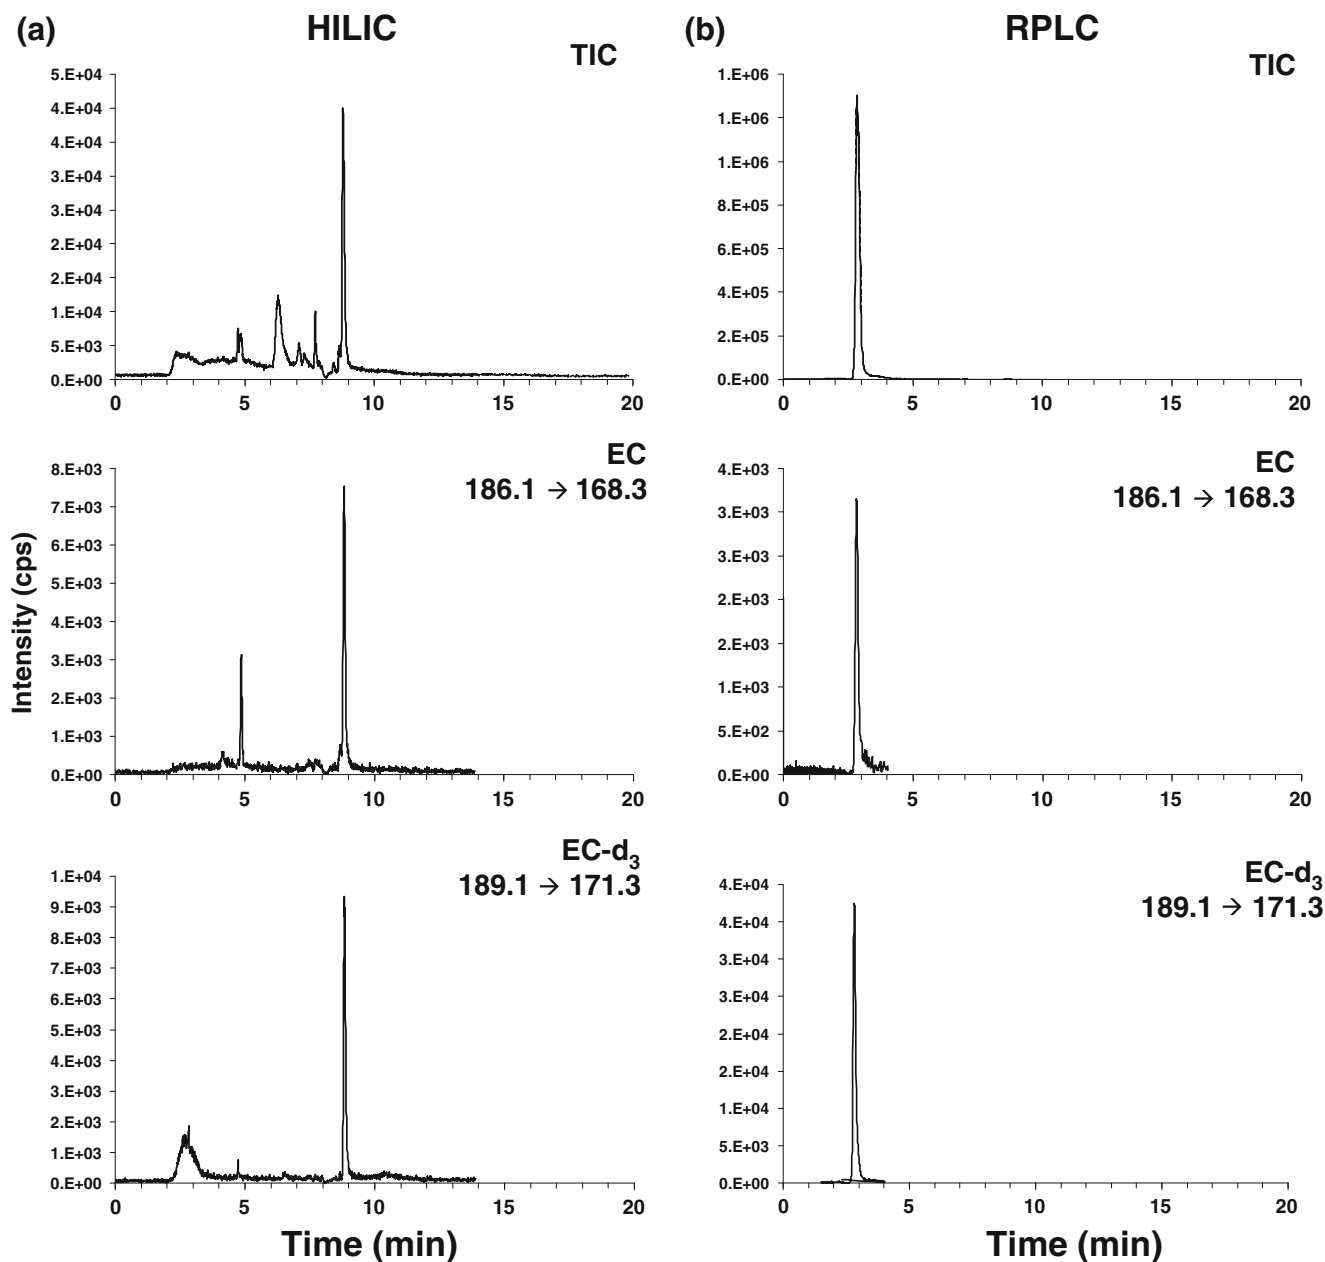 (a) HILIC
TIC
5.E+04
4.E+04
4.E+04
3.E+04
3.E+04
2.E+04
2.E+04
1.E+04
5.E+03
0.E+00
0 5 10 15 20
EC
186.1 → 168.3
8.E+03
7.E+03
6.E+03
5.E+03
4.E+03
3.E+03
2.E+03
1.E+03
0.E+00
0 5 10 15 20
Intensity (cps)
EC-d3
189.1 → 171.3
1.E+04
9.E+03
8.E+03
7.E+03
6.E+03
5.E+03
4.E+03
3.E+03
2.E+03
1.E+03
0.E+00
0 5 10 15 20
Time (min)
(b) RPLC
TIC
1.E+06
1.E+06
1.E+06
8.E+05
6.E+05
4.E+05
2.E+05
0.E+00
0 5 10 15 20
EC
186.1 → 168.3
4.E+03
3.E+03
3.E+03
2.E+03
2.E+03
1.E+03
5.E+02
0.E+00
0 5 10 15 20
EC-d3
189.1 → 171.3
4.E+04
4.E+04
3.E+04
3.E+04
2.E+04
2.E+04
1.E+04
5.E+03
0.E+00
0 5 10 15 20
Time (min)